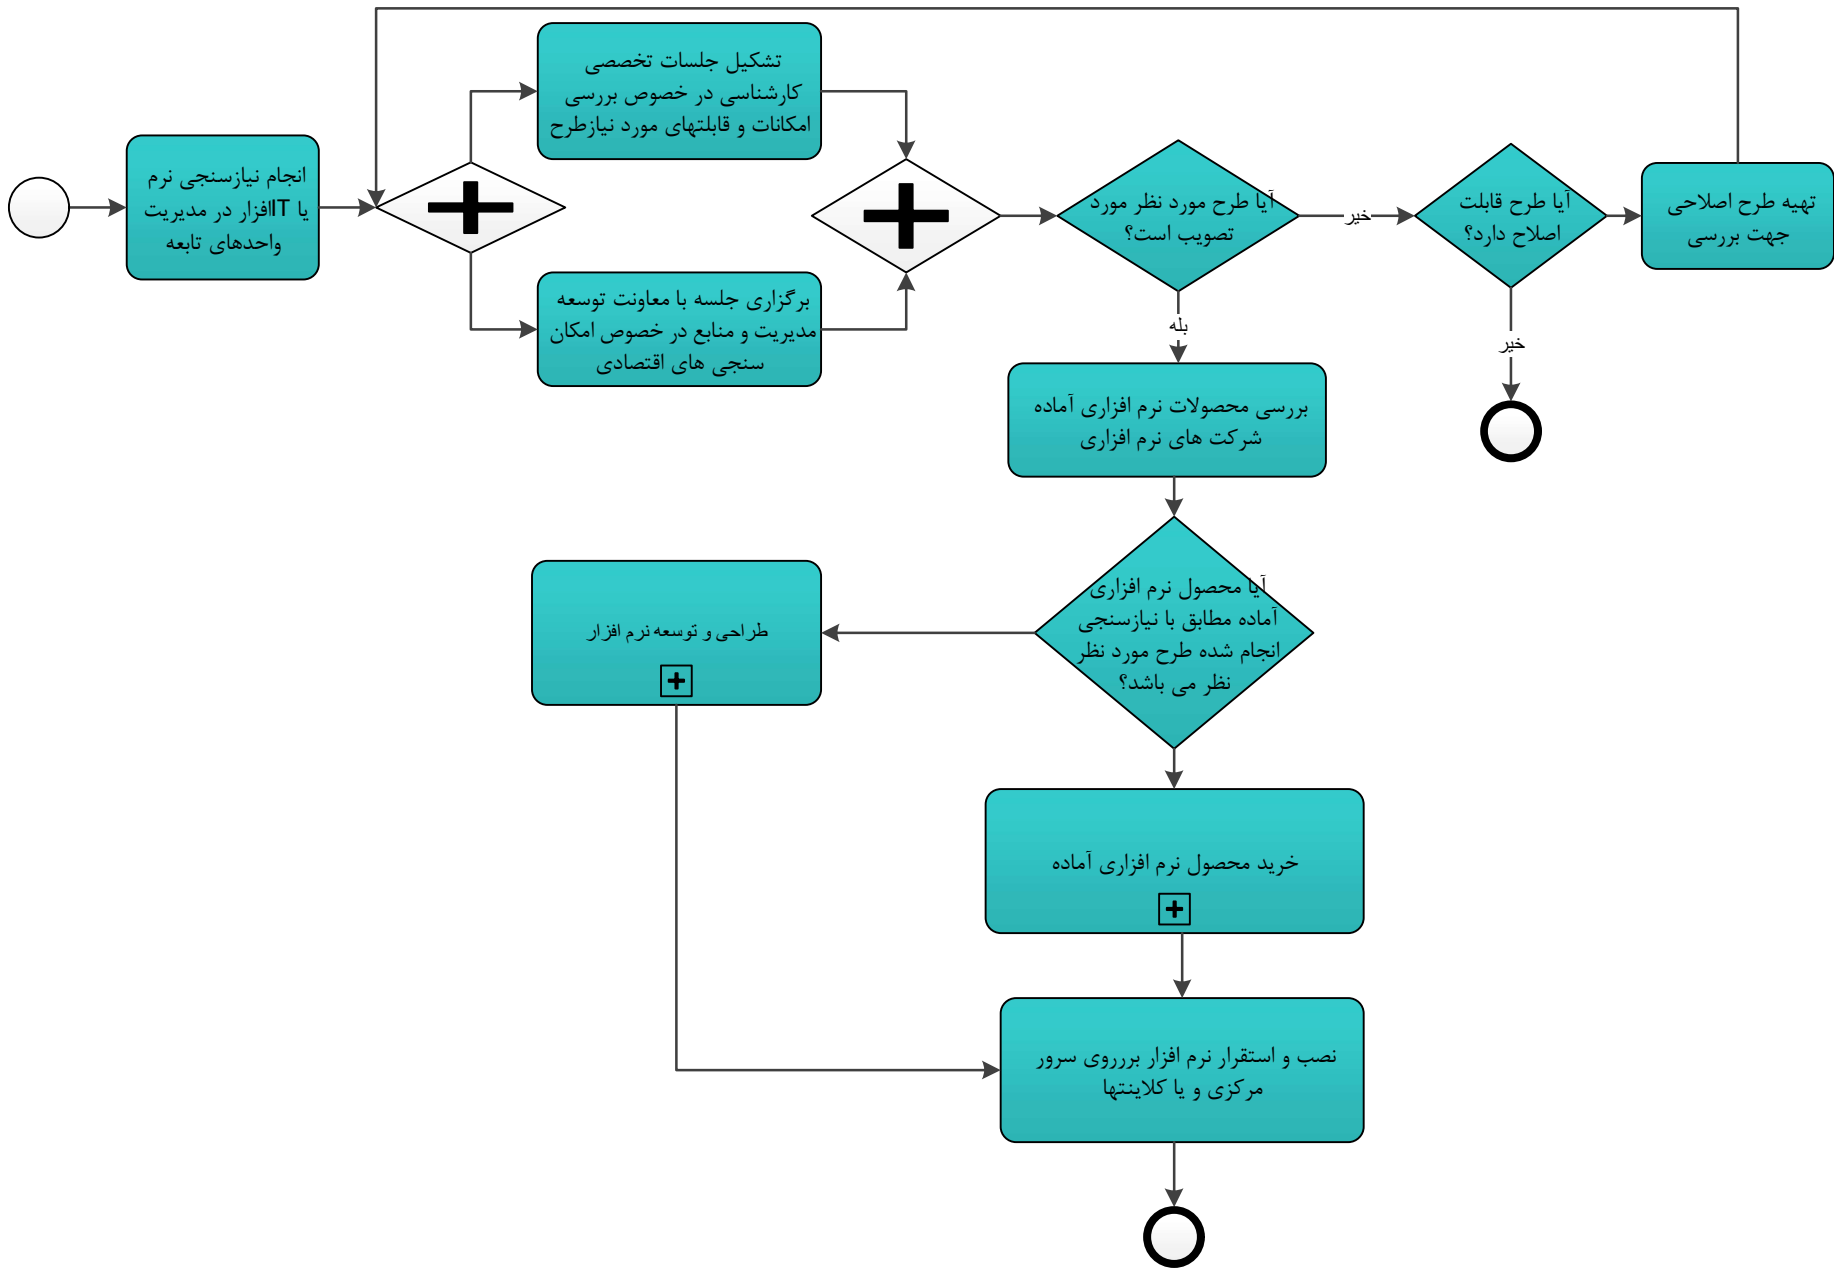 تشکیل جلسات تخصصی
کارشناسی در خصوص بررسی
امکانات و قابلتهای مورد نیازطرح
انجام نیازسنجی نرم
افزار در مدیریت IT یا
واحدهای تابعه
برگزاری جلسه با معاونت توسعه
مدیریت و منابع در خصوص امکان
سنجی های اقتصادی
آیا طرح مورد نظر مورد
تصویب است؟
خیر
آیا طرح قابلت
اصلاح دارد؟
تهیه طرح اصلاحی
جهت بررسی
بله
خیر
بررسی محصولات نرم افزاری آماده
شرکت های نرم افزاری
آیا محصول نرم افزاری
آماده مطابق با نیازسنجی
انجام شده طرح مورد نظر
نظر می باشد؟
طراحی و توسعه نرم افزار
خرید محصول نرم افزاری آماده
نصب و استقرار نرم افزار بررروی سرور
مرکزی و یا کلاینتها